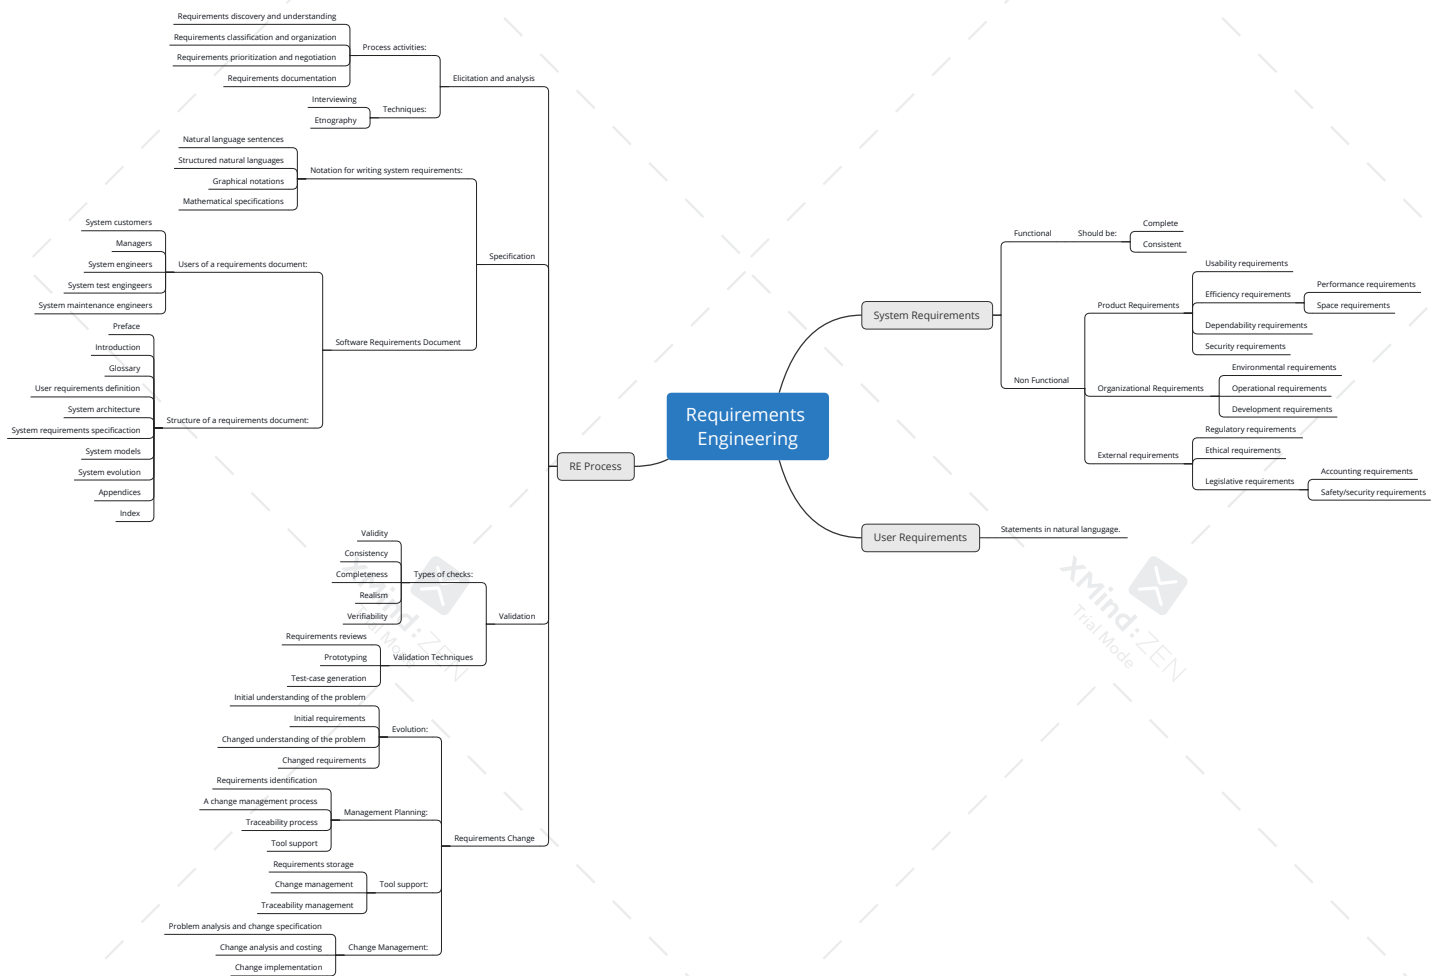 Requirements
Engineering
System Requirements
Functional
Should be:
Complete
Consistent
Non Functional
Product Requirements
Usability requirements
Efficiency requirements
Performance requirements
Space requirements
Dependability requirements
Security requirements
Organizational Requirements
Environmental requirements
Operational requirements
Development requirements
External requirements
Regulatory requirements
Ethical requirements
Legislative requirements
Accounting requirements
Safety/security requirements
User Requirements
Statements in natural langugage.
RE Process
Elicitation and analysis
Process activities:
Requirements discovery and understanding
Requirements classification and organization
Requirements prioritization and negotiation
Requirements documentation
Techniques:
Interviewing
Etnography
Specification
Notation for writing system requirements:
Natural language sentences
Structured natural languages
Graphical notations
Mathematical specifications
Software Requirements Document
Users of a requirements document:
System customers
Managers
System engineers
System test engingeers
System maintenance engineers
Structure of a requirements document:
Preface
Introduction
Glossary
User requirements definition
System architecture
System requirements specificaction
System models
System evolution
Appendices
Index
Validation
Types of checks:
Validity
Consistency
Completeness
Realism
Verifiability
Validation Techniques
Requirements reviews
Prototyping
Test-case generation
Requirements Change
Evolution:
Initial understanding of the problem
Initial requirements
Changed understanding of the problem
Changed requirements
Management Planning:
Requirements identification
A change management process
Traceability process
Tool support
Tool support:
Requirements storage
Change management
Traceability management
Change Management:
Problem analysis and change specification
Change analysis and costing
Change implementation
XMind: ZEN
Trial Mode
XMind: ZEN
Trial Mode